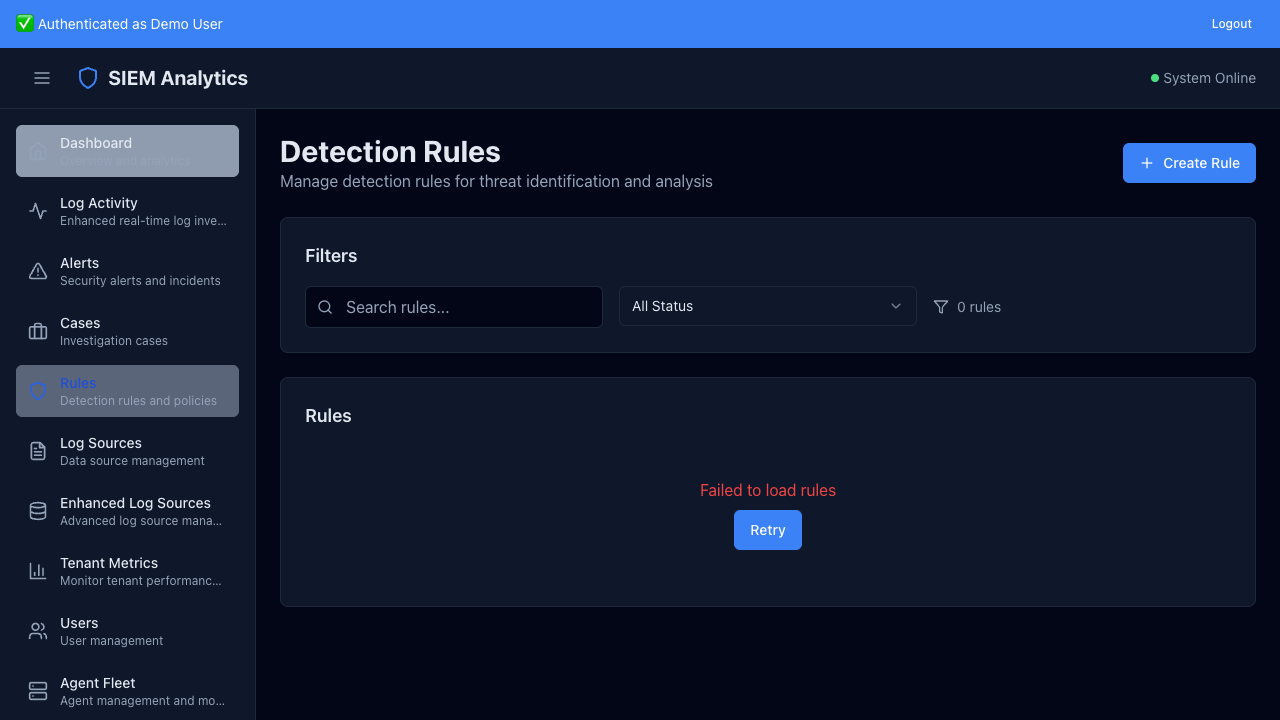 ✅ Authenticated as Demo User
Logout
SIEM Analytics
System Online
Dashboard
Overview and analytics
Log Activity
Enhanced real-time log inve...
Alerts
Security alerts and incidents
Cases
Investigation cases
Rules
Detection rules and policies
Log Sources
Data source management
Enhanced Log Sources
Advanced log source mana...
Tenant Metrics
Monitor tenant performanc...
Users
User management
Agent Fleet
Agent management and mo...
Detection Rules
Manage detection rules for threat identification and analysis
Create Rule
Filters
Search rules...
All Status
0 rules
Rules
Failed to load rules
Retry